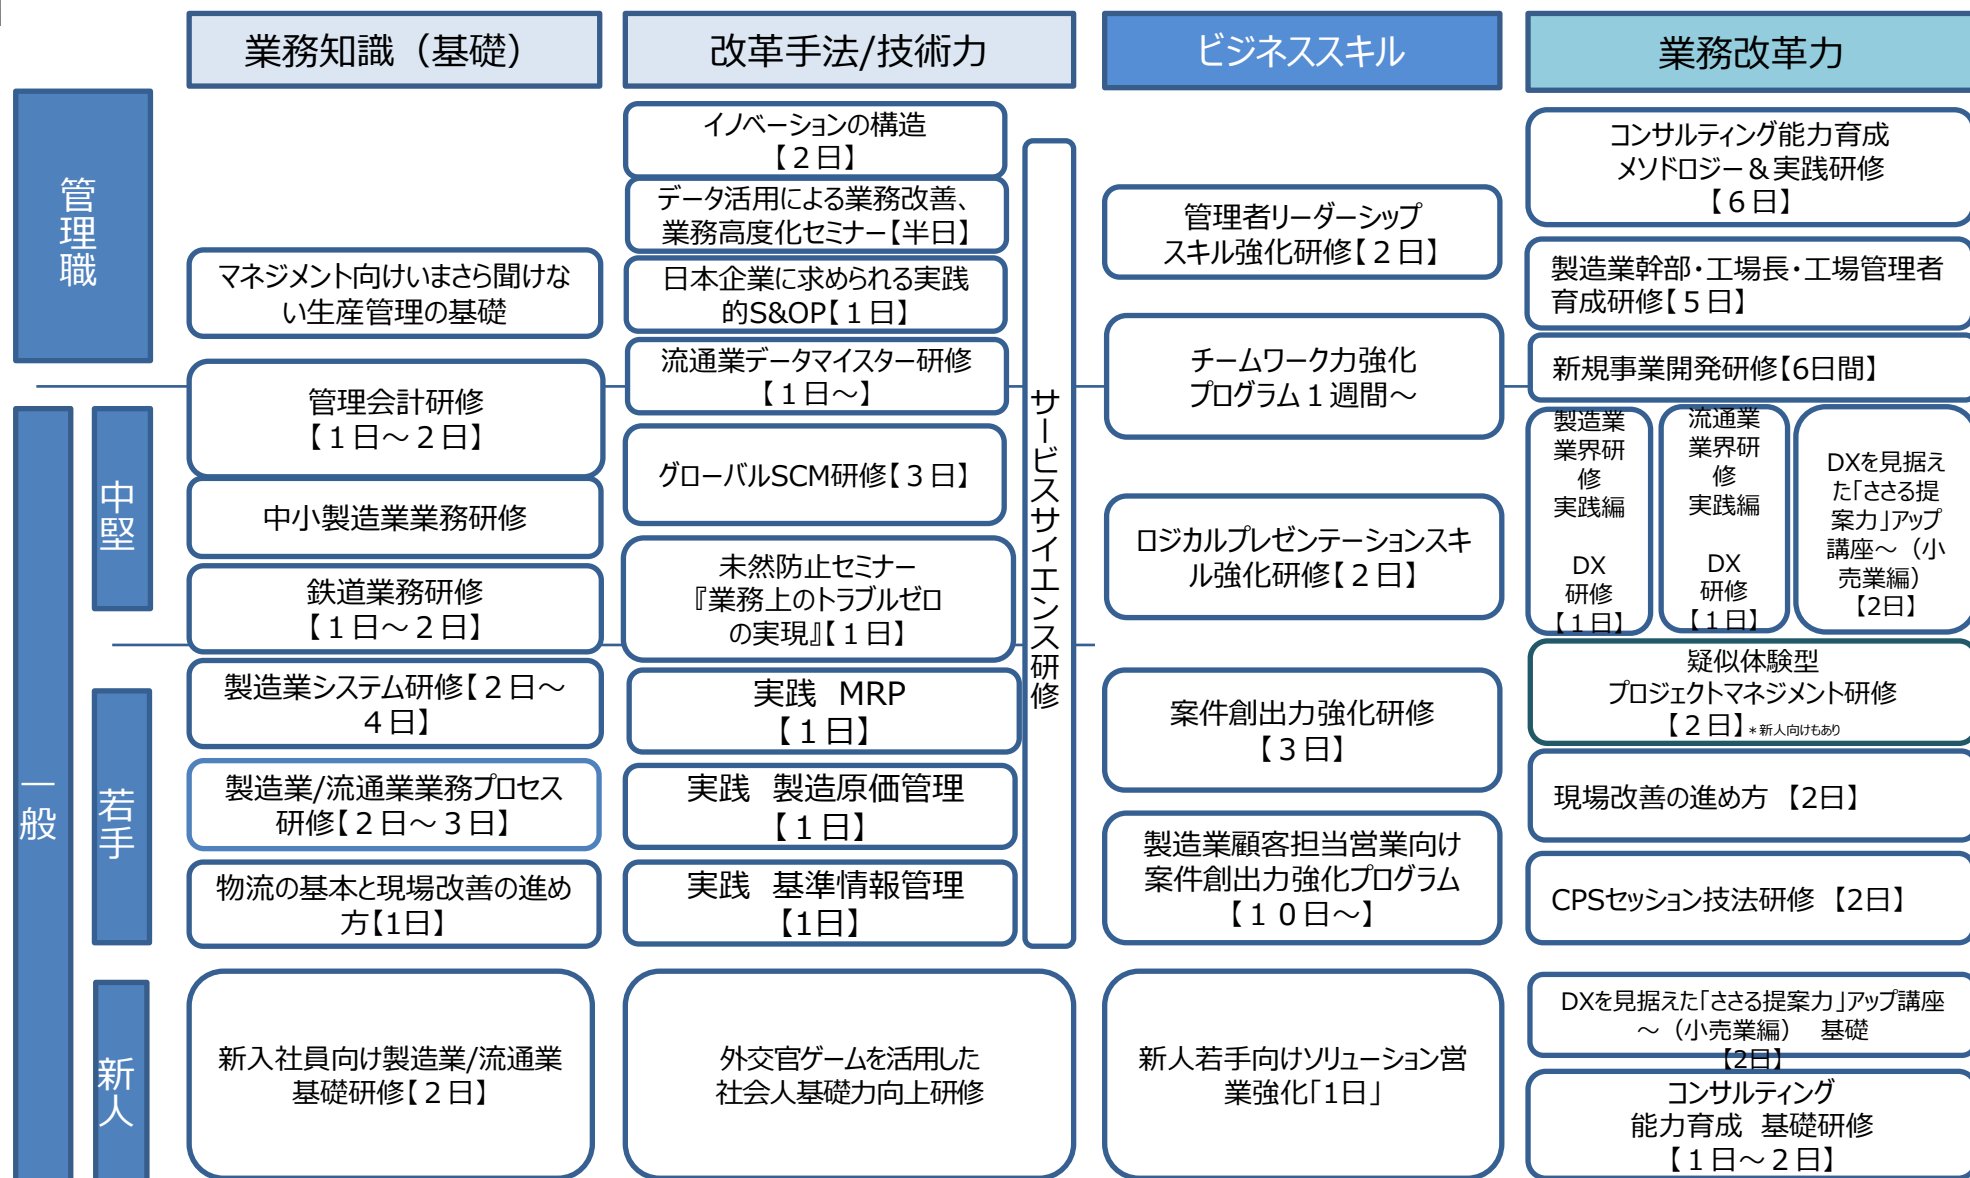 業務知識（基礎）
改革手法/技術力
ビジネススキル
業務改革力
管理職
一般
中堅
若手
新人
マネジメント向けいまさら聞けな
い生産管理の基礎
管理会計研修
【１日～２日】
中小製造業業務研修
鉄道業務研修
【１日～２日】
製造業システム研修【２日～
４日】
製造業/流通業業務プロセス
研修【２日～３日】
物流の基本と現場改善の進め
方【1日】
新入社員向け製造業/流通業
基礎研修【２日】
イノベーションの構造
【２日】
データ活用による業務改善、
業務高度化セミナー【半日】
日本企業に求められる実践
的S&OP【１日】
流通業データマイスター研修
【１日～】
グローバルSCM研修【３日】
未然防止セミナー
『業務上のトラブルゼロ
の実現』【１日】
実践　MRP
【１日】
実践　製造原価管理
【１日】
実践　基準情報管理
【1日】
サービスサイエンス研修
外交官ゲームを活用した
社会人基礎力向上研修
管理者リーダーシップ
スキル強化研修【２日】
チームワーク力強化
プログラム１週間～
ロジカルプレゼンテーションスキ
ル強化研修【２日】
案件創出力強化研修
【３日】
製造業顧客担当営業向け
案件創出力強化プログラム
【１０日～】
新人若手向けソリューション営
業強化「1日」
コンサルティング能力育成
メソドロジー＆実践研修
【６日】
製造業幹部・工場長・工場管理者
育成研修【５日】
新規事業開発研修【6日間】
製造業
業界研
修
実践編
DX
研修
【１日】
流通業
業界研
修
実践編
DX
研修
【１日】
DXを見据え
た「ささる提
案力」アップ
講座～（小
売業編）
【2日】
疑似体験型
プロジェクトマネジメント研修
【２日】＊新人向けもあり
現場改善の進め方 【2日】
CPSセッション技法研修 【2日】
DXを見据えた「ささる提案力」アップ講座
～（小売業編）　基礎
【2日】
コンサルティング
能力育成　基礎研修
【１日～２日】